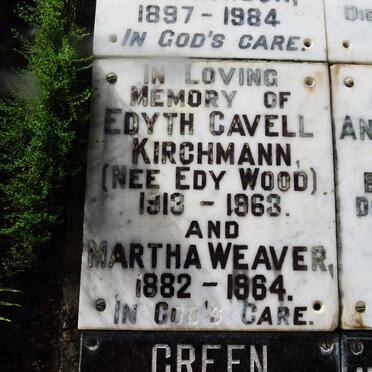 1897 - 1984
IN GOD'S CARE.
IN LOVING
MEMORY OF
EDYTH CAVELL
KIRCHMANN,
(NEE EDY WOOD)
1913 - 1963.
AND
MARTHA WEAVER,
1882 - 1964.
IN GOD'S CARE.
GREEN